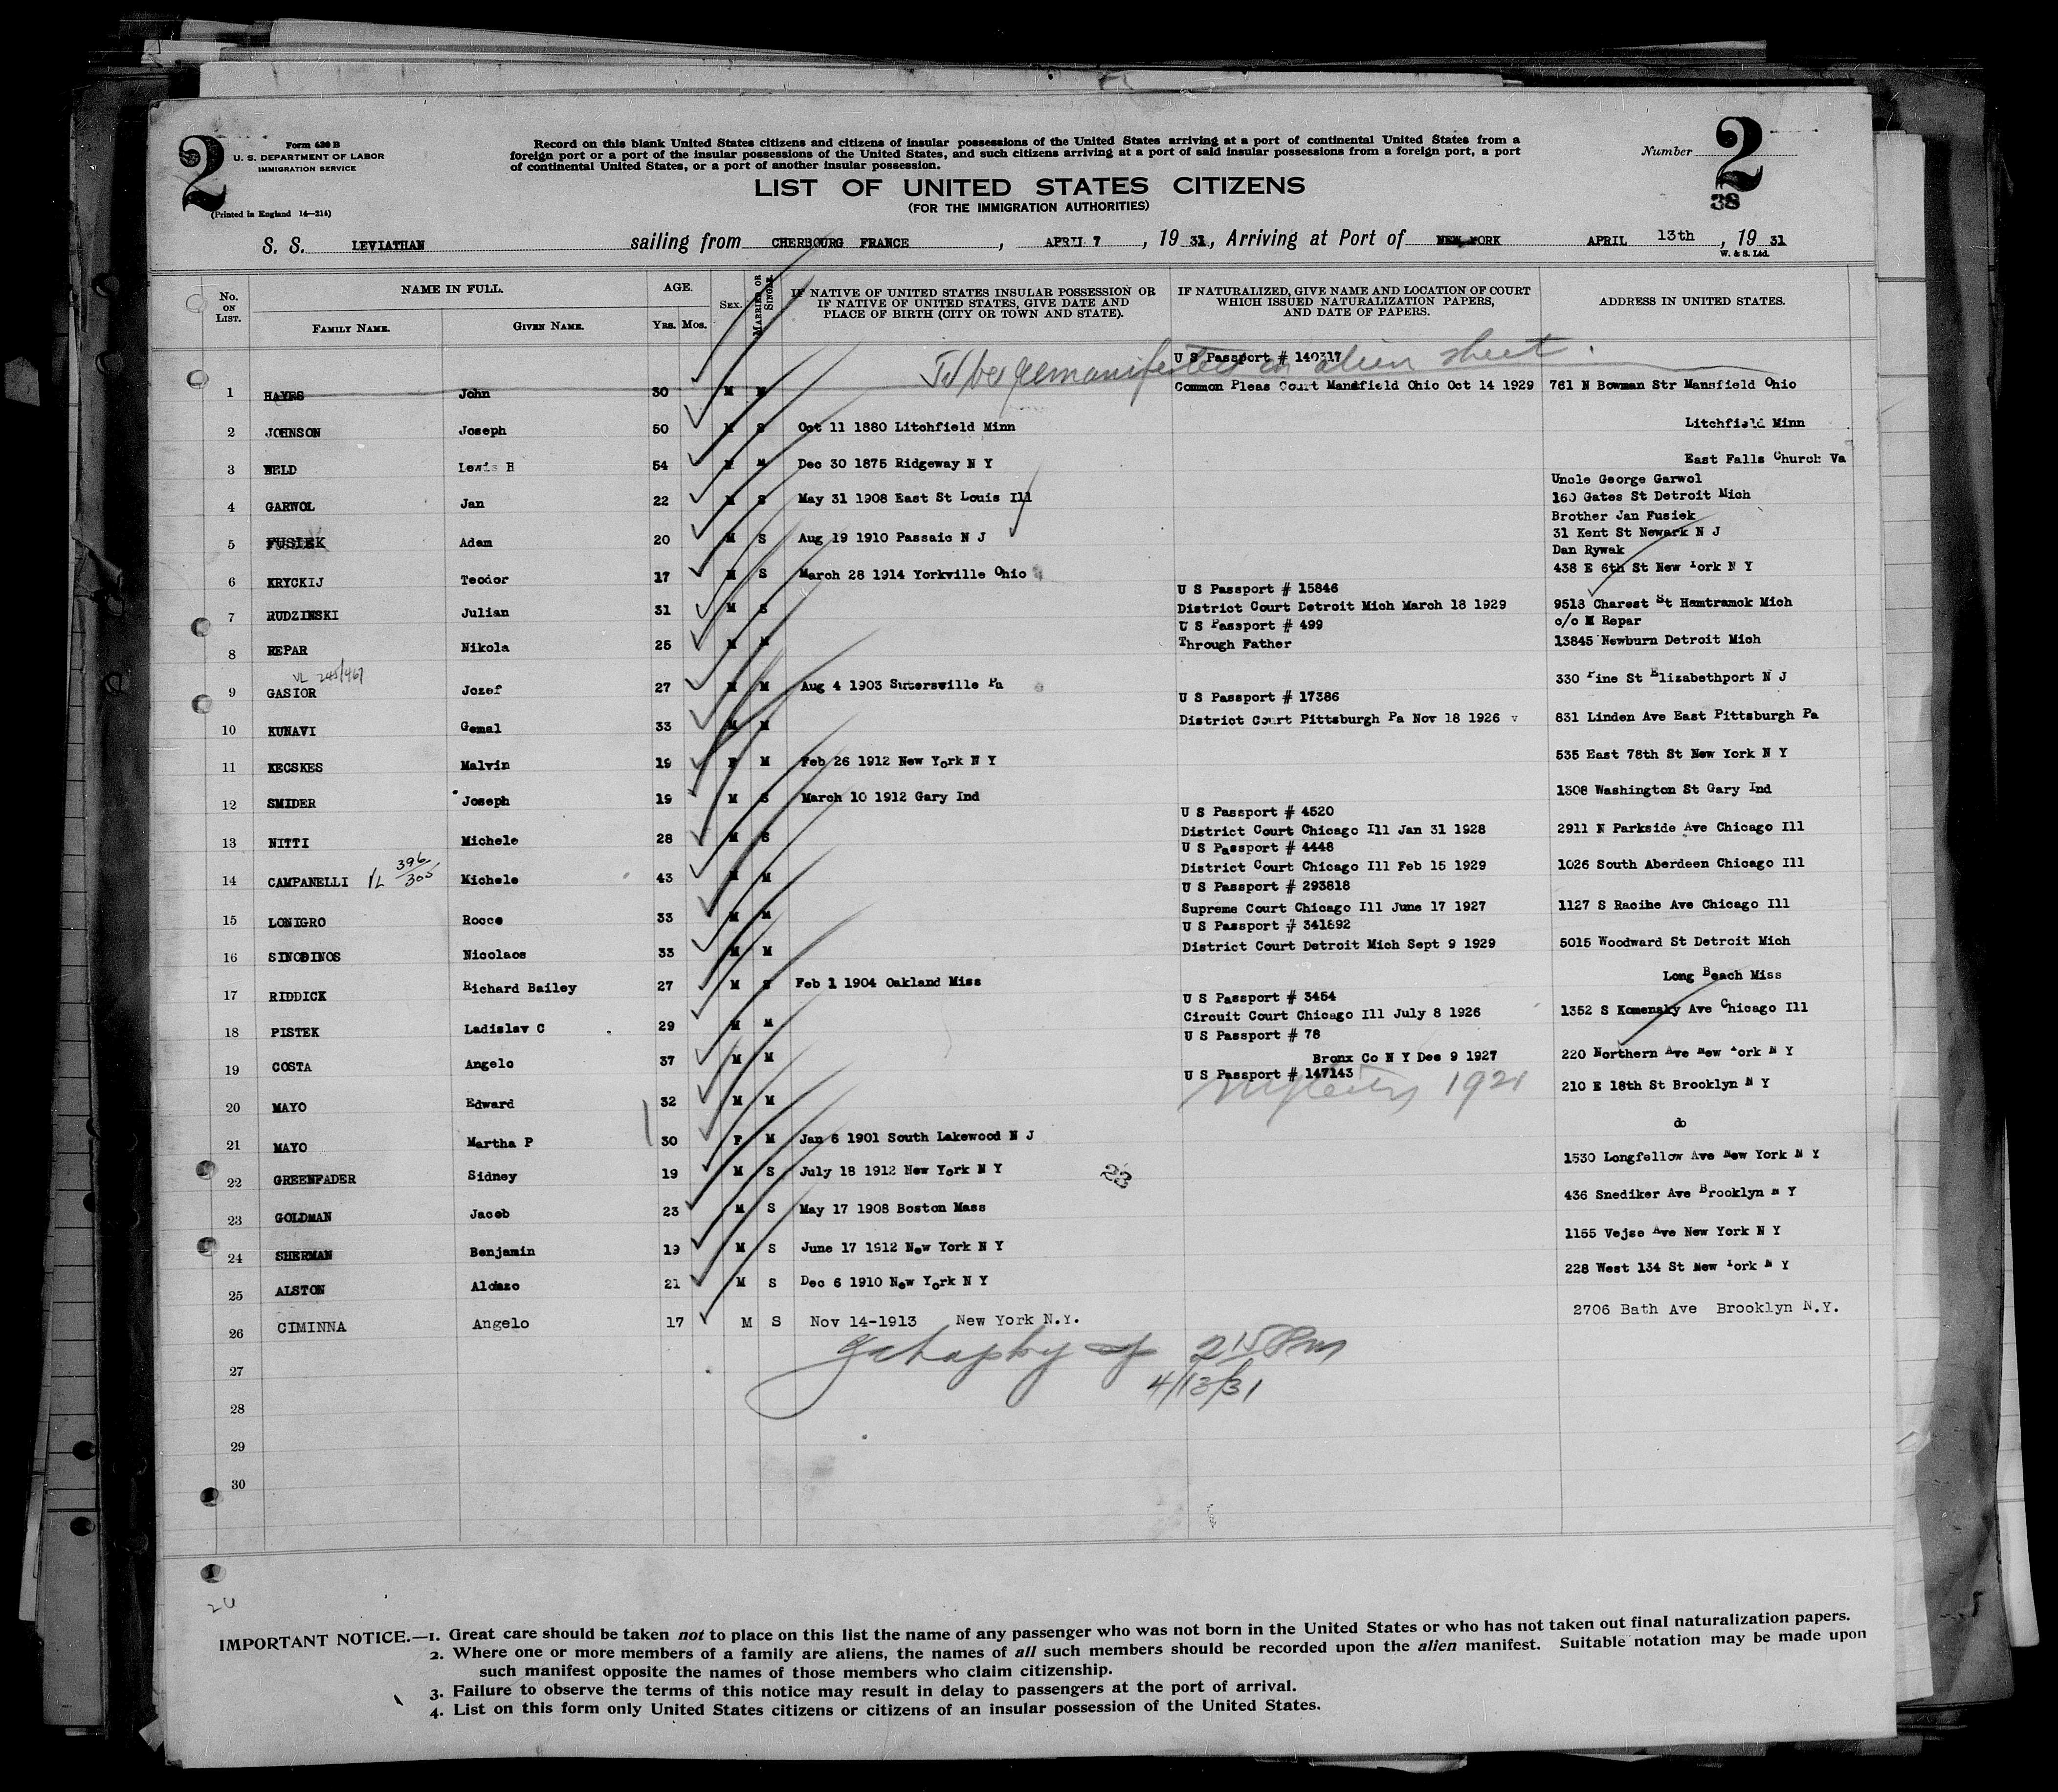 2
Form 630 B
U. S. DEPARTMENT OF LABOR
IMMIGRATION SERVICE
(Printed in England 14—214)
Record on this blank United States citizens and citizens of insular possessions of the United States arriving at a port of continental United States from a
foreign port or a port of the insular possessions of the United States, and such citizens arriving at a port of said insular possessions from a foreign port, a port
of continental United States, or a port of another insular possession.
LIST OF UNITED STATES CITIZENS
(FOR THE IMMIGRATION AUTHORITIES)
Number 2
38
S. S. LEVIATHAN sailing from CHERBOURG FRANCE, APRIL 7, 19 31, Arriving at Port of NEW YORK APRIL 13th, 19 31
W. & S. Ltd.
No. ON LIST.
NAME IN FULL.
FAMILY NAME. GIVEN NAME.
AGE.
YRS. MOS.
SEX.
MARRIED OR SINGLE.
IF NATIVE OF UNITED STATES INSULAR POSSESSION OR
IF NATIVE OF UNITED STATES, GIVE DATE AND
PLACE OF BIRTH (CITY OR TOWN AND STATE).
IF NATURALIZED, GIVE NAME AND LOCATION OF COURT
WHICH ISSUED NATURALIZATION PAPERS,
AND DATE OF PAPERS.
ADDRESS IN UNITED STATES.
U S Passport # 140317
To be remanifested on alien sheet.
1 HAYES John 30 M M Common Pleas Court Mansfield Ohio Oct 14 1929 761 N Bowman Str Mansfield Ohio
2 JOHNSON Joseph 50 M S Oct 11 1880 Litchfield Minn Litchfield Minn
3 WELD Lewis H 54 M M Dec 30 1875 Ridgeway N Y East Falls Church Va
Uncle George Garwol
4 GARWOL Jan 22 M S May 31 1908 East St Louis Ill 160 Gates St Detroit Mich
Brother Jan Fusiek
5 FUSIEK Adam 20 M S Aug 19 1910 Passaic N J 31 Kent St Newark N J
Dan Rywak
6 KRYCKIJ Teodor 17 M S March 28 1914 Yorkville Ohio 438 E 6th St New York N Y
U S Passport # 15846
7 RUDZINSKI Julian 31 M S District Court Detroit Mich March 18 1929 9513 Charest St Hamtramck Mich
U S Passport # 499 c/o M Repar
8 REPAR Nikola 25 M M Through Father 13845 Newburn Detroit Mich
VL 245/461
9 GASIOR Jozef 27 M M Aug 4 1903 Sutersville Pa 330 Pine St Elizabethport N J
U S Passport # 17386
10 KUNAVI Gemal 33 M M District Court Pittsburgh Pa Nov 18 1926 v 831 Linden Ave East Pittsburgh Pa
11 KECSKES Malvin 19 F M Feb 26 1912 New York N Y 535 East 78th St New York N Y
12 SMIDER Joseph 19 M S March 10 1912 Gary Ind 1308 Washington St Gary Ind
U S Passport # 4520
13 NITTI Michele 28 M S District Court Chicago Ill Jan 31 1928 2911 N Parkside Ave Chicago Ill
U S Passport # 4448
14 CAMPANELLI VL 396/305 Michele 43 M M District Court Chicago Ill Feb 15 1929 1026 South Aberdeen Chicago Ill
U S Passport # 293818
15 LONIGRO Rocce 33 M M Supreme Court Chicago Ill June 17 1927 1127 S Racihe Ave Chicago Ill
U S Passport # 341592
16 SINODINOS Nicolaos 33 M M District Court Detroit Mich Sept 9 1929 5015 Woodward St Detroit Mich
17 RIDDICK Richard Bailey 27 M S Feb 1 1904 Oakland Miss Long Beach Miss
U S Passport # 3454
18 PISTEK Ladislav C 29 M M Circuit Court Chicago Ill July 8 1926 1352 S Komensky Ave Chicago Ill
U S Passport # 78
19 COSTA Angelo 37 M M Bronx Co N Y Dec 9 1927 220 Northern Ave New York N Y
U S Passport # 147143
20 MAYO Edward 32 M M 1921 210 E 18th St Brooklyn N Y
21 MAYO Martha P 30 F M Jan 6 1901 South Lakewood N J do
22 GREENFADER Sidney 19 M S July 18 1912 New York N Y 23 1530 Longfellow Ave New York N Y
23 GOLDMAN Jacob 23 M S May 17 1908 Boston Mass 436 Snediker Ave Brooklyn N Y
24 SHERMAN Benjamin 19 M S June 17 1912 New York N Y 1155 Vejse Ave New York N Y
25 ALSTON Alonzo 21 M S Dec 6 1910 New York N Y 228 West 134 St New York N Y
26 CIMINNA Angelo 17 M S Nov 14-1913 New York N.Y. 2706 Bath Ave Brooklyn N.Y.
27
4/13/31
28
29
30
IMPORTANT NOTICE.—1. Great care should be taken not to place on this list the name of any passenger who was not born in the United States or who has not taken out final naturalization papers.
2. Where one or more members of a family are aliens, the names of all such members should be recorded upon the alien manifest. Suitable notation may be made upon
such manifest opposite the names of those members who claim citizenship.
3. Failure to observe the terms of this notice may result in delay to passengers at the port of arrival.
4. List on this form only United States citizens or citizens of an insular possession of the United States.